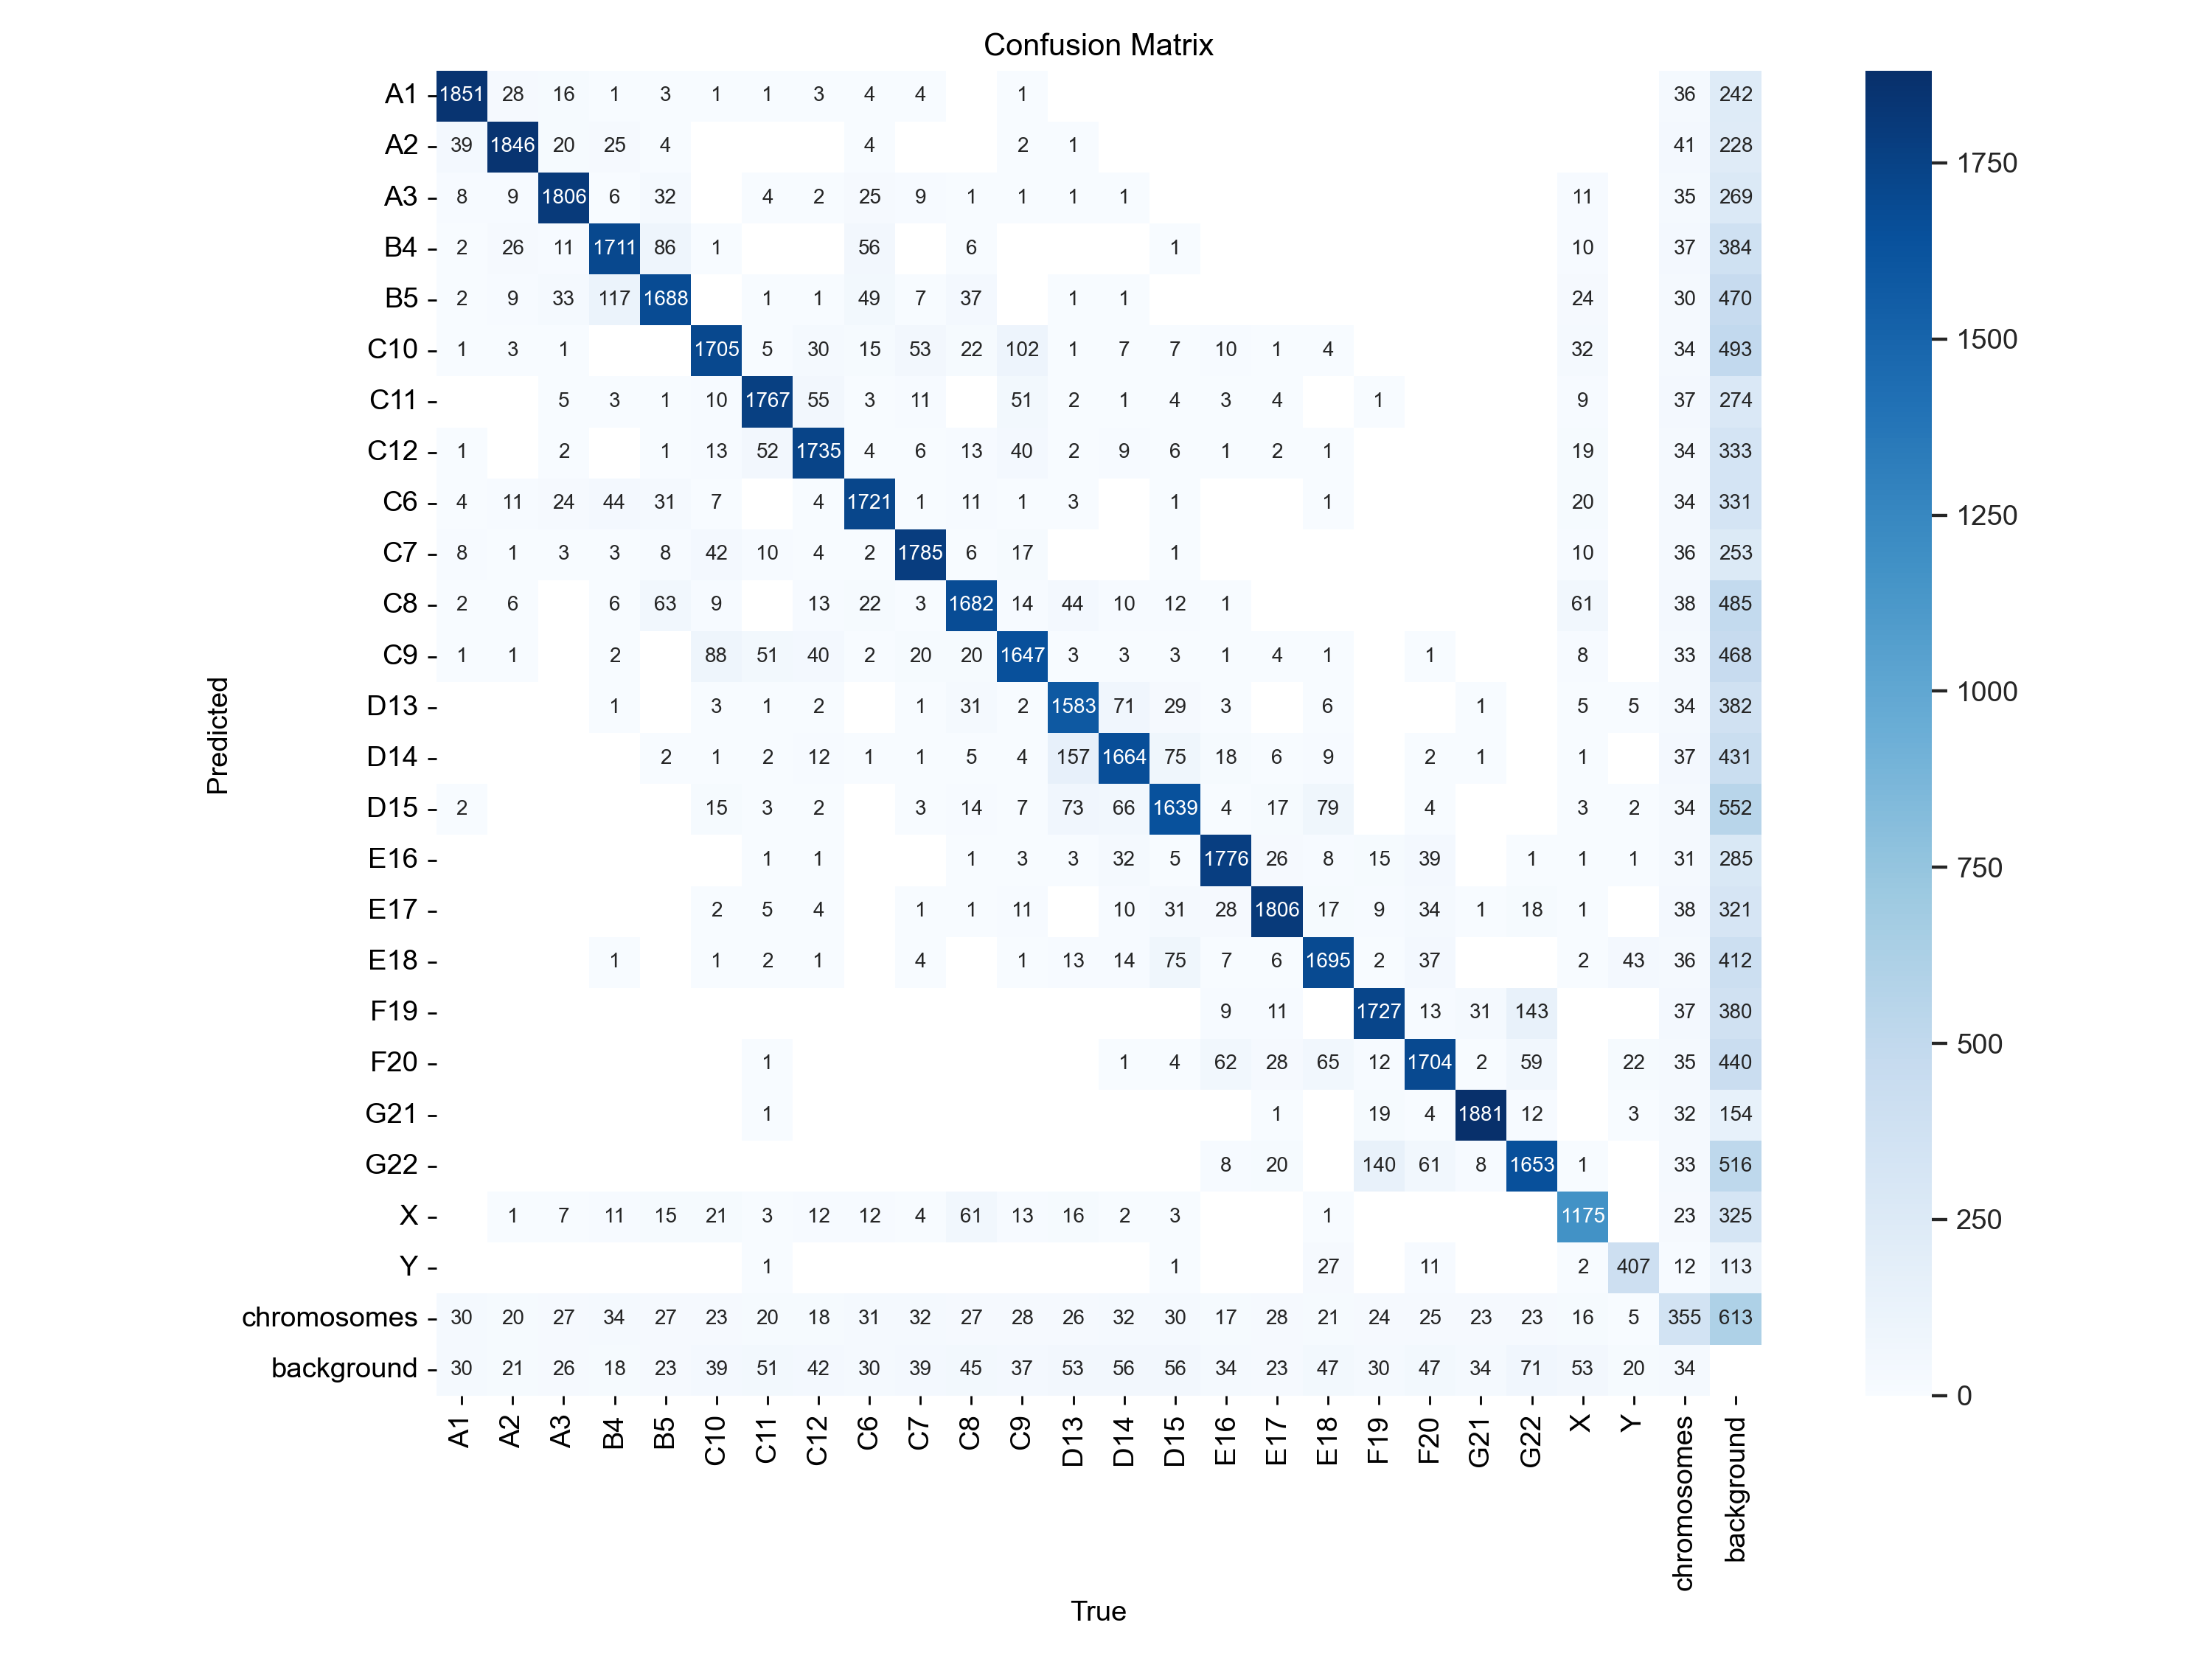 Confusion Matrix
A1 1851 28 16 1 3 1 1 3 4 4 1 36 242
A2 39 1846 20 25 4 4 2 1 41 228
A3 8 9 1806 6 32 4 2 25 9 1 1 1 1 11 35 269
B4 2 26 11 1711 86 1 56 6 1 10 37 384
B5 2 9 33 117 1688 1 1 49 7 37 1 1 24 30 470
C10 1 3 1 1705 5 30 15 53 22 102 1 7 7 10 1 4 32 34 493
C11 5 3 1 10 1767 55 3 11 51 2 1 4 3 4 1 9 37 274
C12 1 2 1 13 52 1735 4 6 13 40 2 9 6 1 2 1 19 34 333
C6 4 11 24 44 31 7 4 1721 1 11 1 3 1 1 20 34 331
C7 8 1 3 3 8 42 10 4 2 1785 6 17 1 10 36 253
C8 2 6 6 63 9 13 22 3 1682 14 44 10 12 1 61 38 485
C9 1 1 2 88 51 40 2 20 20 1647 3 3 3 1 4 1 1 8 33 468
D13 1 3 1 2 1 31 2 1583 71 29 3 6 1 5 5 34 382
D14 2 1 2 12 1 1 5 4 157 1664 75 18 6 9 2 1 1 37 431
D15 2 15 3 2 3 14 7 73 66 1639 4 17 79 4 3 2 34 552
E16 1 1 1 3 3 32 5 1776 26 8 15 39 1 1 1 31 285
E17 2 5 4 1 1 11 10 31 28 1806 17 9 34 1 18 1 38 321
E18 1 1 2 1 4 1 13 14 75 7 6 1695 2 37 2 43 36 412
F19 9 11 1727 13 31 143 37 380
F20 1 1 4 62 28 65 12 1704 2 59 22 35 440
G21 1 1 19 4 1881 12 3 32 154
G22 8 20 140 61 8 1653 1 33 516
X 1 7 11 15 21 3 12 12 4 61 13 16 2 3 1 1175 23 325
Y 1 1 27 11 2 407 12 113
chromosomes 30 20 27 34 27 23 20 18 31 32 27 28 26 32 30 17 28 21 24 25 23 23 16 5 355 613
background 30 21 26 18 23 39 51 42 30 39 45 37 53 56 56 34 23 47 30 47 34 71 53 20 34
A1 A2 A3 B4 B5 C10 C11 C12 C6 C7 C8 C9 D13 D14 D15 E16 E17 E18 F19 F20 G21 G22 X Y chromosomes background
True
Predicted
1750
1500
1250
1000
750
500
250
0